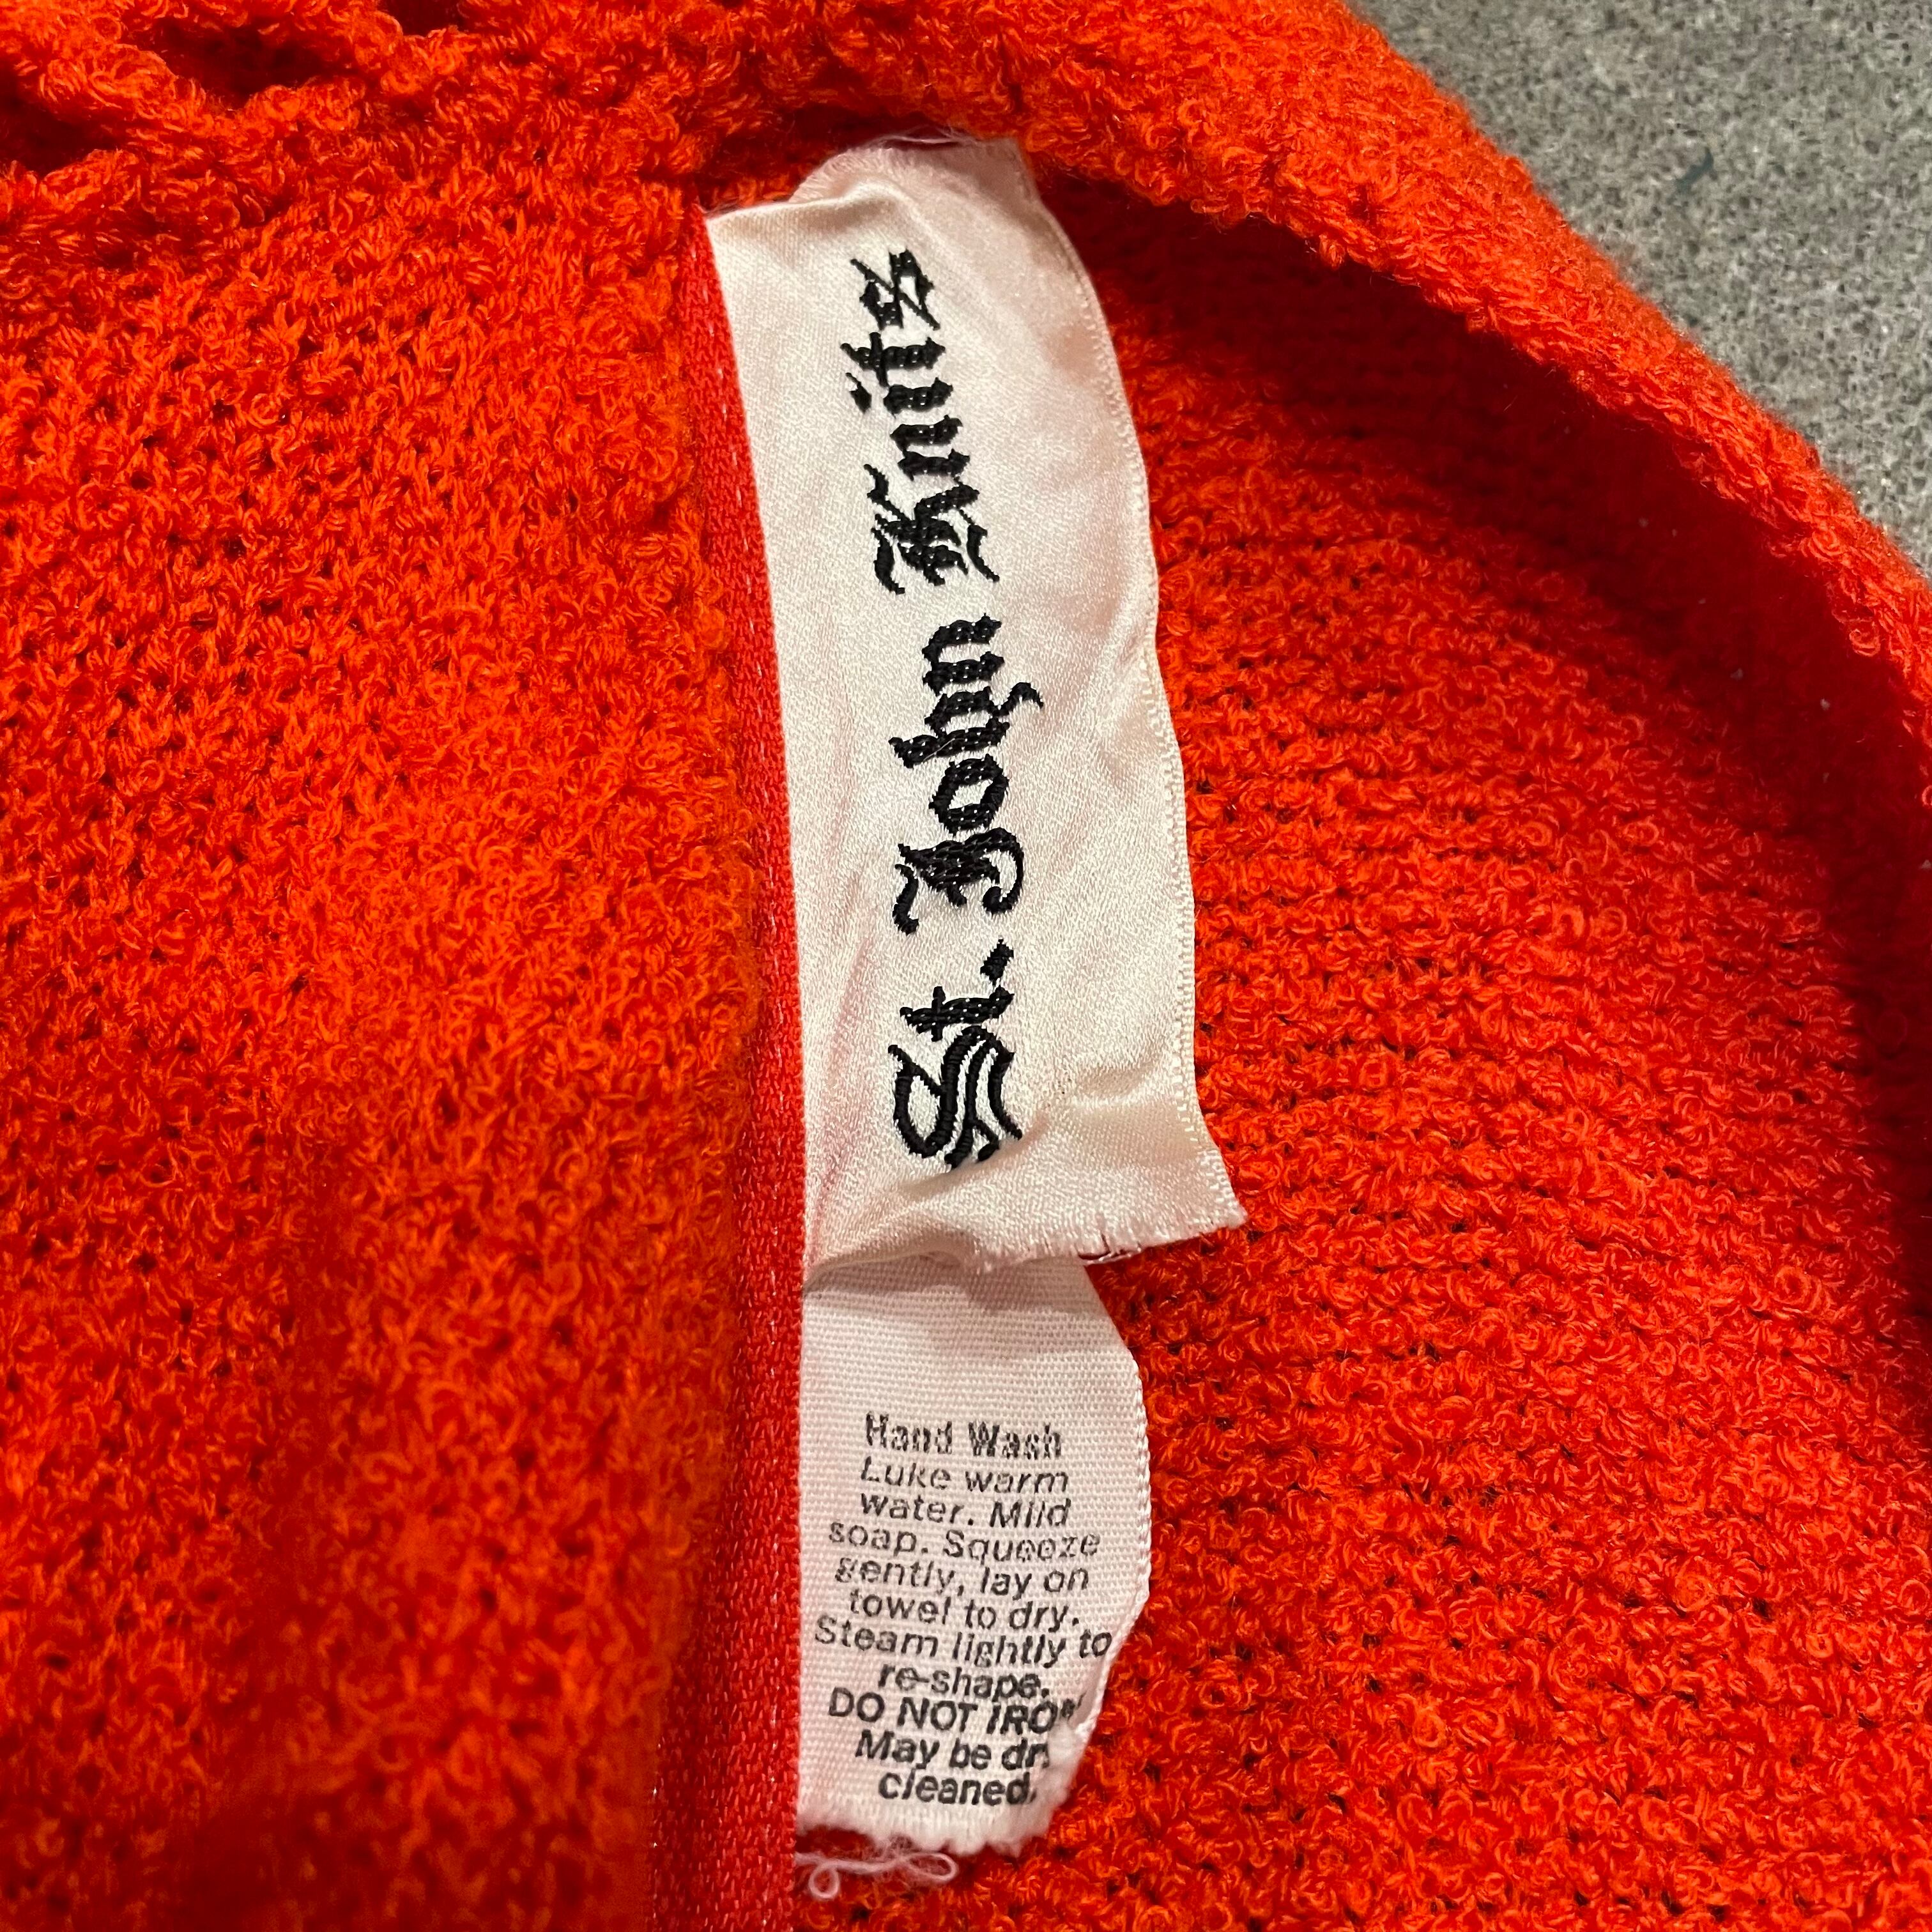 St. John Knits
Hand Wash
Luke warm
water. Mild
soap. Squeeze
gently, lay on
towel to dry.
Steam lightly to
re-shape.
DO NOT IRON
May be dry
cleaned.